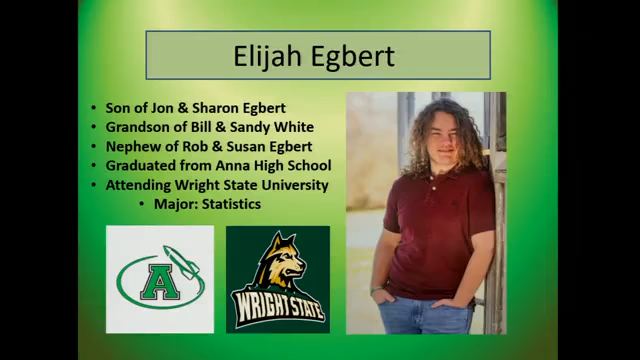 Elijah Egbert
• Son of Jon & Sharon Egbert
• Grandson of Bill & Sandy White
• Nephew of Rob & Susan Egbert
• Graduated from Anna High School
• Attending Wright State University
• Major: Statistics
A
WRIGHT STATE